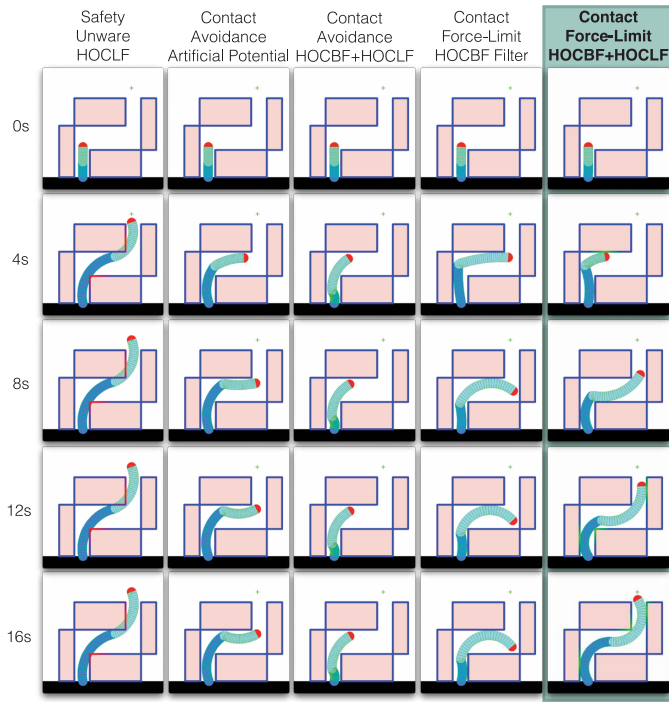 Safety
Unware
HOCLF
Contact
Avoidance
Artificial Potential
Contact
Avoidance
HOCBF+HOCLF
Contact
Force-Limit
HOCBF Filter
Contact
Force-Limit
HOCBF+HOCLF
0s
4s
8s
12s
16s